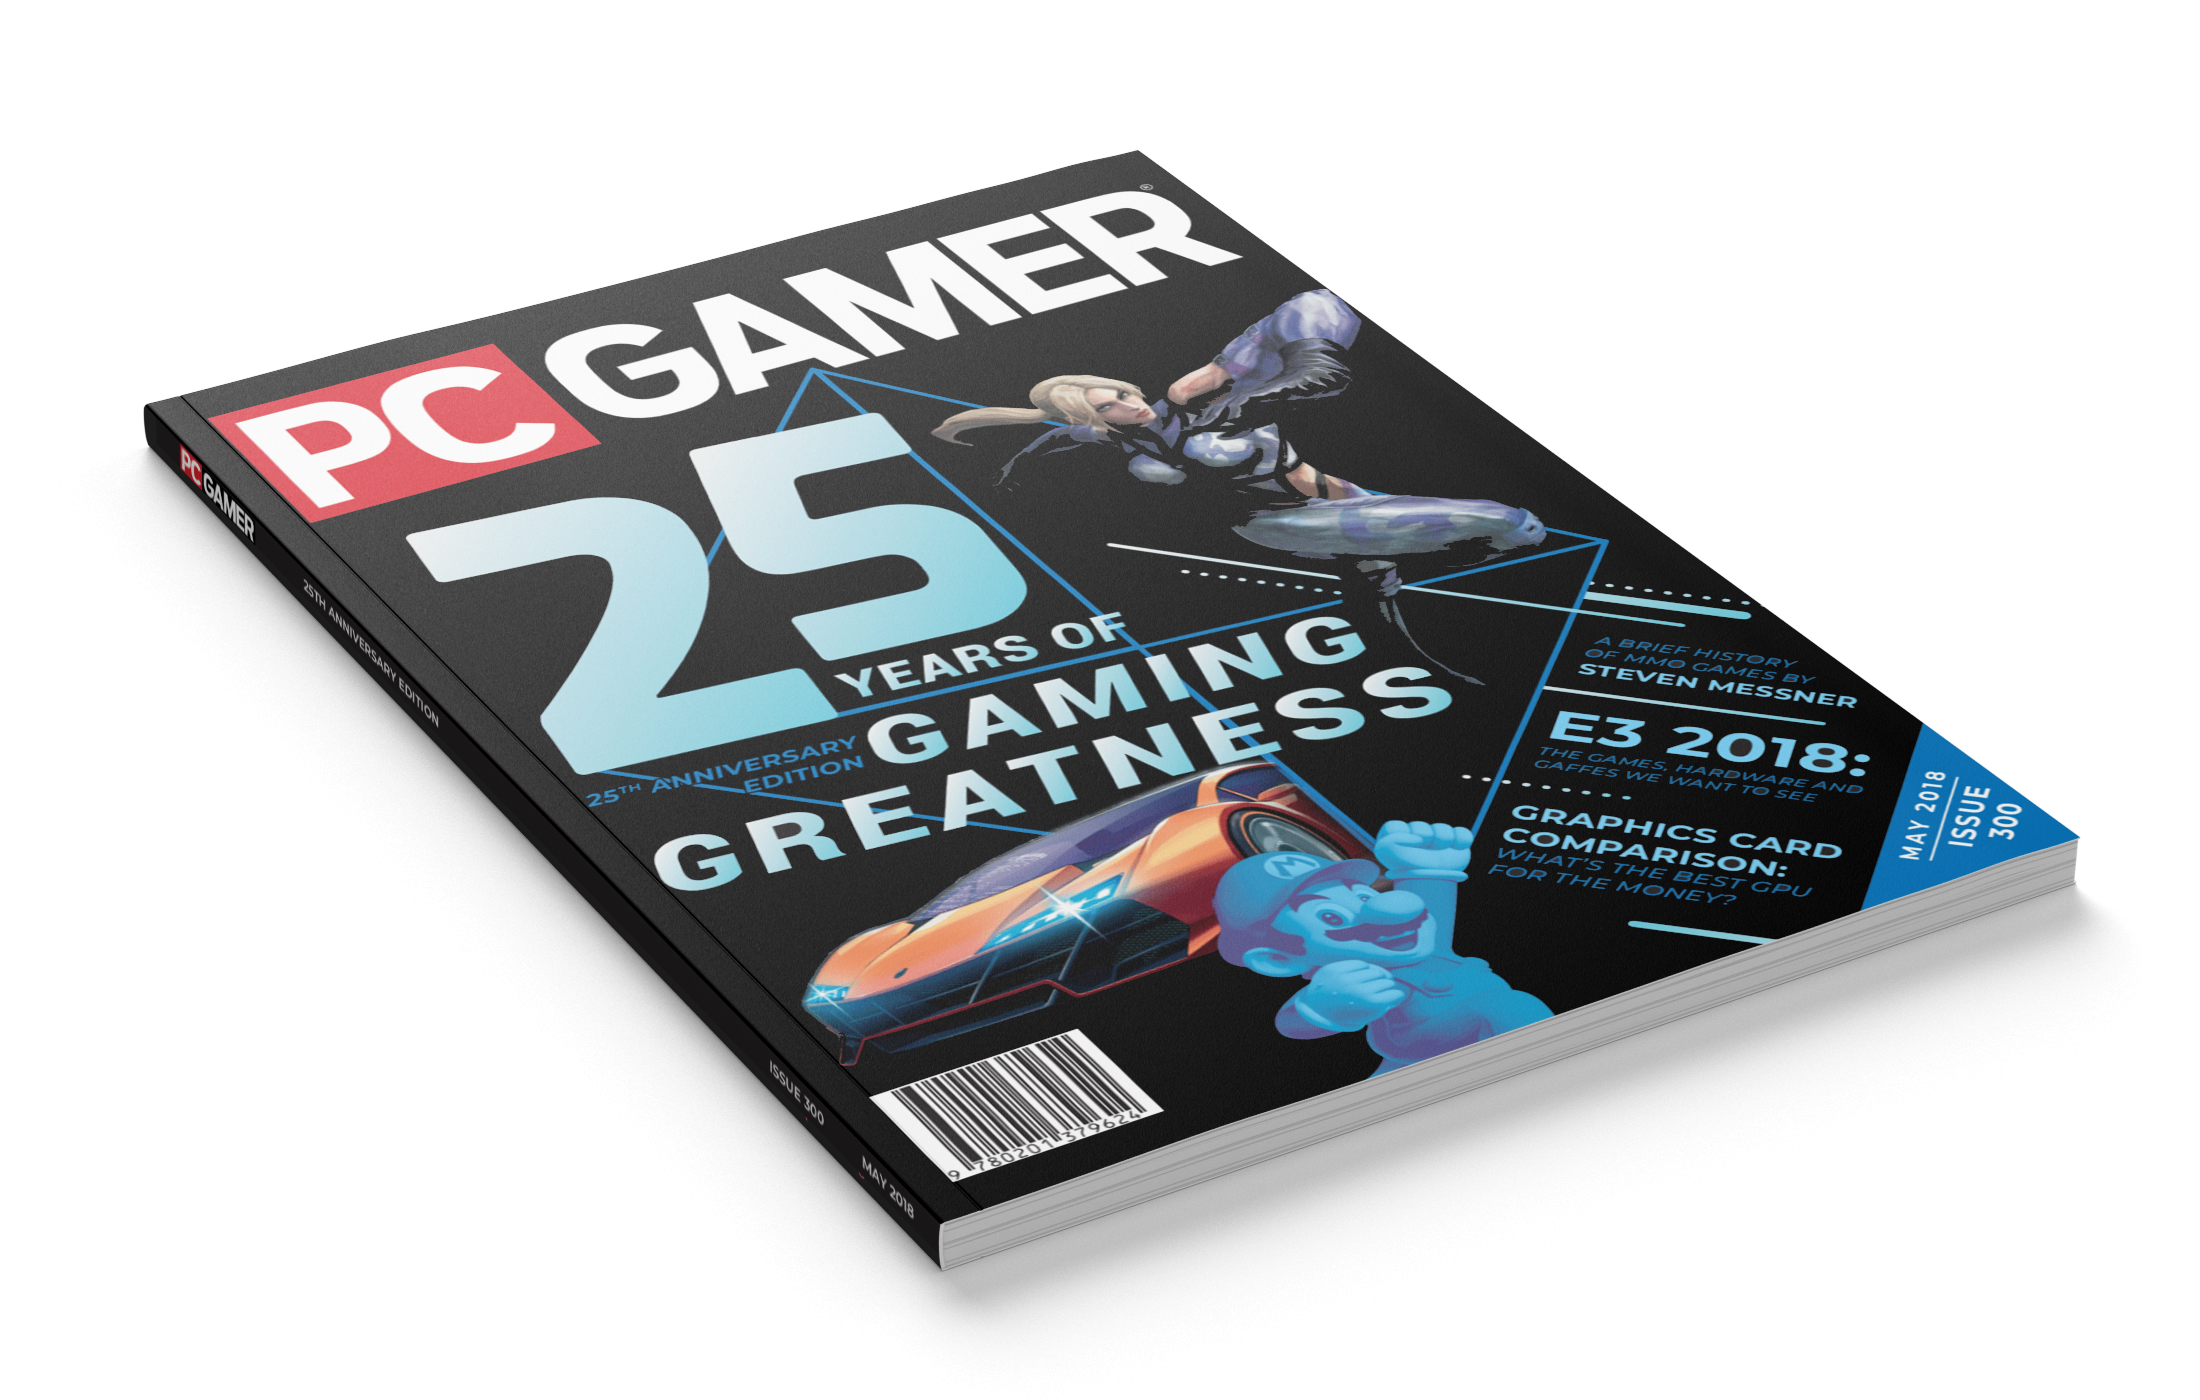 PC GAMER®
25
YEARS OF
GAMING
GREATNESS
25TH ANNIVERSARY
EDITION
A BRIEF HISTORY
OF MMO GAMES BY
STEVEN MESSNER
E3 2018:
THE GAMES, HARDWARE AND
GAFFES WE WANT TO SEE
GRAPHICS CARD
COMPARISON:
WHAT'S THE BEST GPU
FOR THE MONEY?
MAY 2018
ISSUE
300
M
9 780201 379624
PC GAMER
25TH ANNIVERSARY EDITION
ISSUE 300
MAY 2018